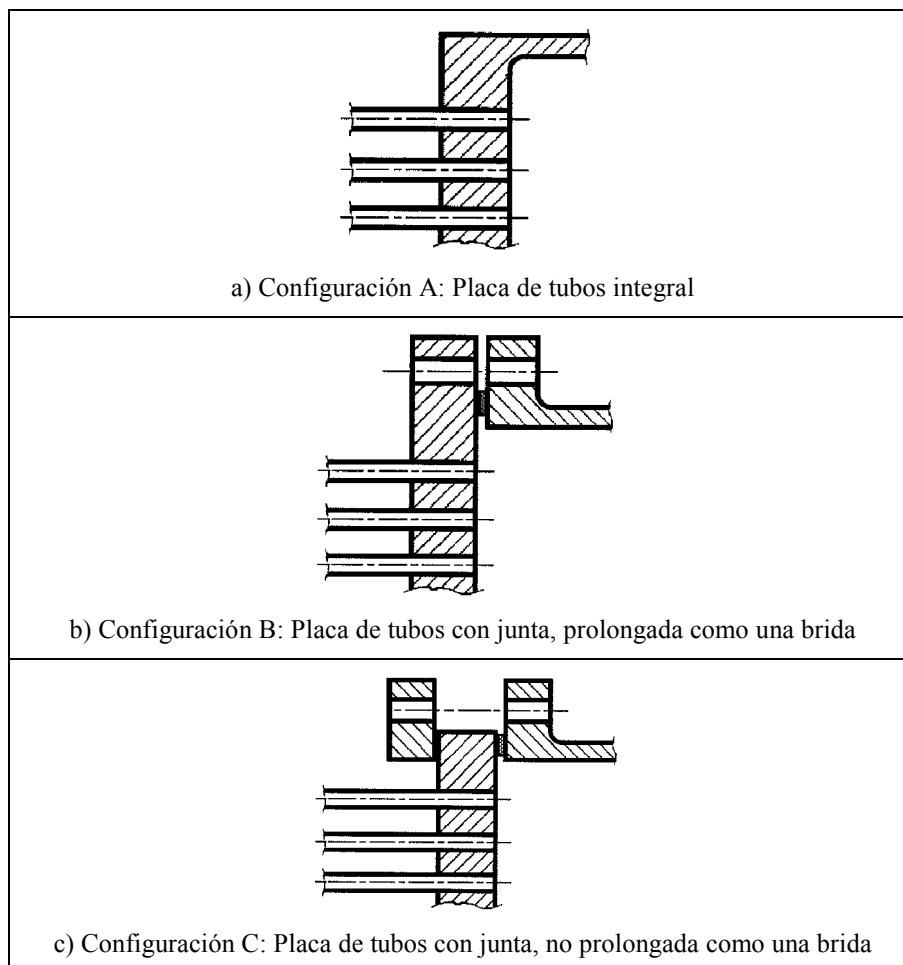 a) Configuración A: Placa de tubos integral
b) Configuración B: Placa de tubos con junta, prolongada como una brida
c) Configuración C: Placa de tubos con junta, no prolongada como una brida